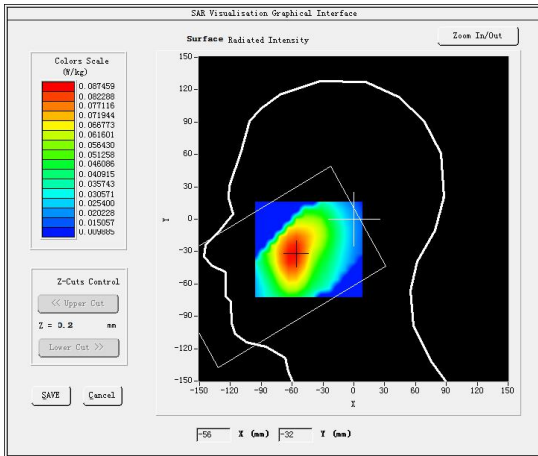 SAR Visualisation Graphical Interface
Surface Radiated Intensity
Zoom In/Out
Colors Scale
(W/kg)
0.087459
0.082288
0.077116
0.071944
0.066773
0.061601
0.056430
0.051258
0.046086
0.040915
0.035743
0.030571
0.025400
0.020228
0.015057
0.009885
Z-Cuts Control
<< Upper Cut
Z = 0.2 mm
Lower Cut >>
SAVE Cancel
150
120
90
60
30
0
-30
-60
-90
-120
-150
Y
-150 -120 -90 -60 -30 0 30 60 90 120 150
X
-56 X (mm) -32 Y (mm)